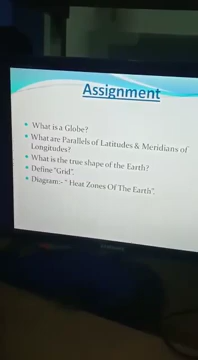 Assignment
• What is a Globe?
• What are Parallels of Latitudes & Meridians of
Longitudes?
• What is the true shape of the Earth?
• Define "Grid".
• Diagram:- " Heat Zones Of The Earth".